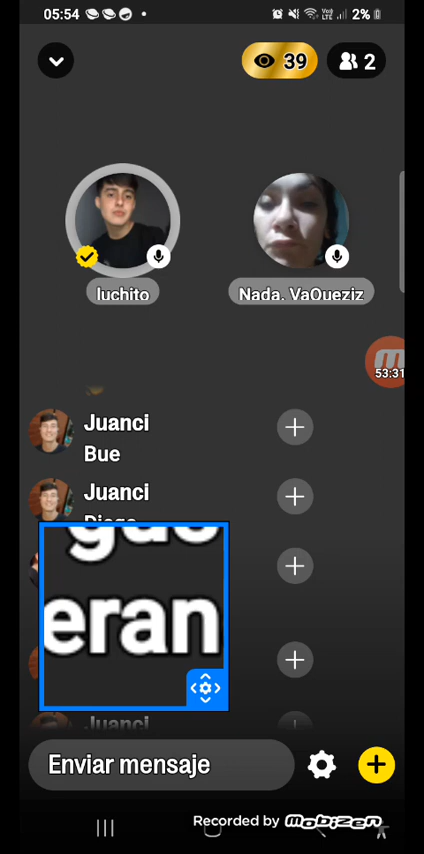 05:54
2%
39
2
luchito
Nada. VaOueziz
53:31
Juanci
Bue
Juanci
eran
Juanci
Enviar mensaje
Recorded by MOBIZEN